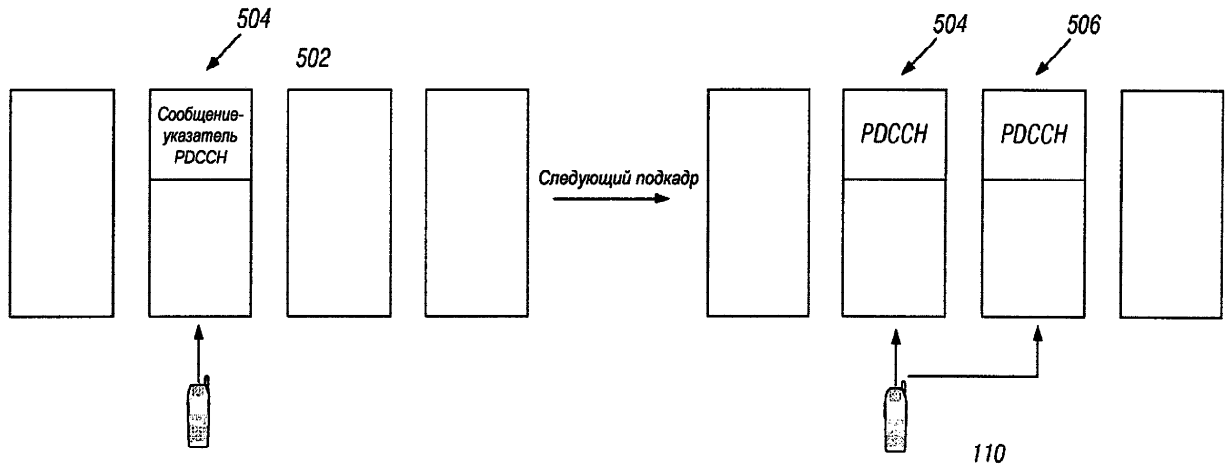 504
502
Сообщение-
указатель
PDCCH
Следующий подкадр
504
506
PDCCH
PDCCH
110